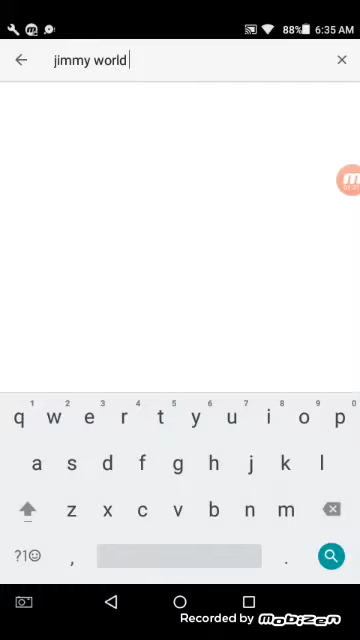 88% 6:35 AM
jimmy world
1 2 3 4 5 6 7 8 9 0
q w e r t y u i o p
a s d f g h j k l
z x c v b n m
?1☺ , .
Recorded by MOBIZEN